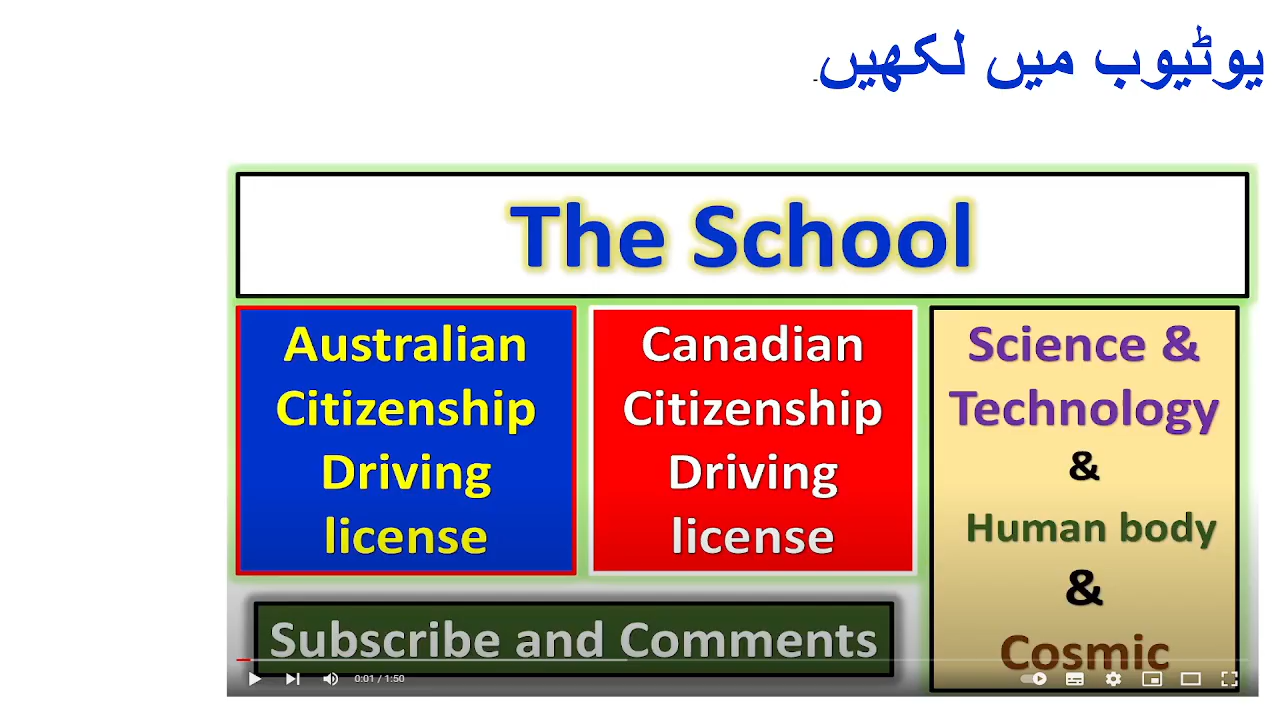 یوٹیوب میں لکھیں۔
The School
Australian
Citizenship
Driving
license
Canadian
Citizenship
Driving
license
Science &
Technology
&
Human body
&
Cosmic
Subscribe and Comments
0:01 / 1:50